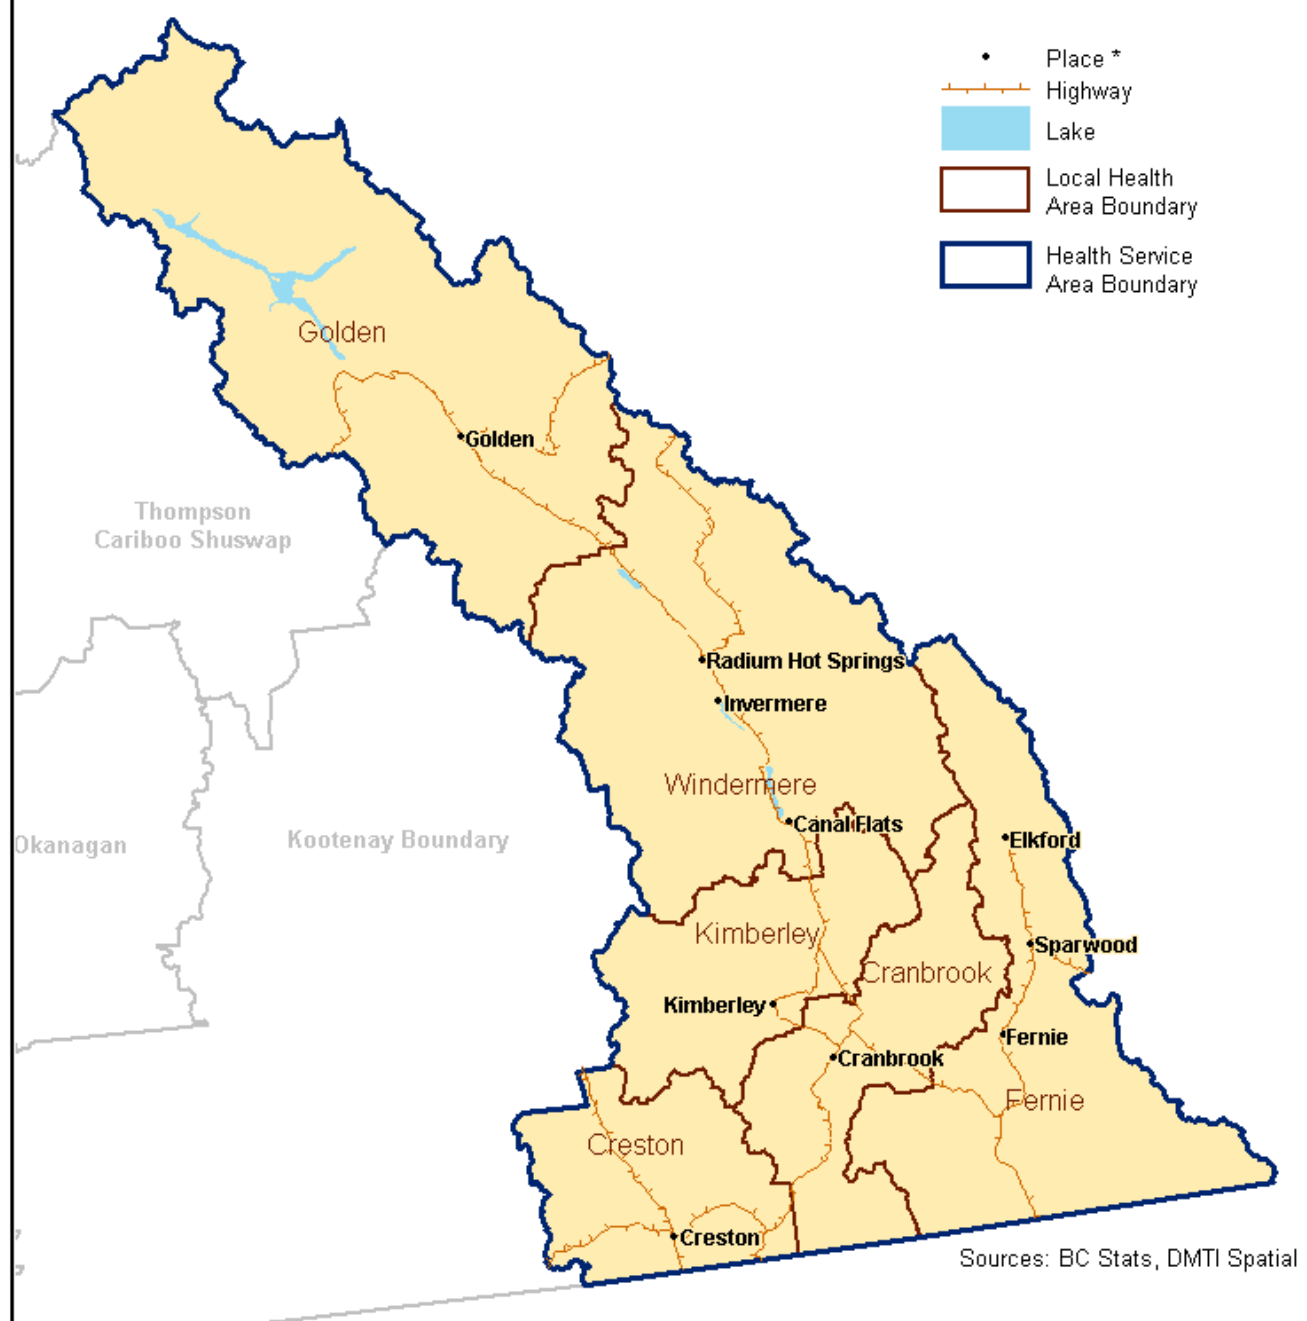 Place *
Highway
Lake
Local Health
Area Boundary
Health Service
Area Boundary
Golden
Golden
Thompson
Cariboo Shuswap
Radium Hot Springs
Invermere
Windermere
Canal Flats
Okanagan
Kootenay Boundary
Elkford
Kimberley
Sparwood
Cranbrook
Kimberley
Fernie
Cranbrook
Fernie
Creston
Creston
Sources: BC Stats, DMTI Spatial